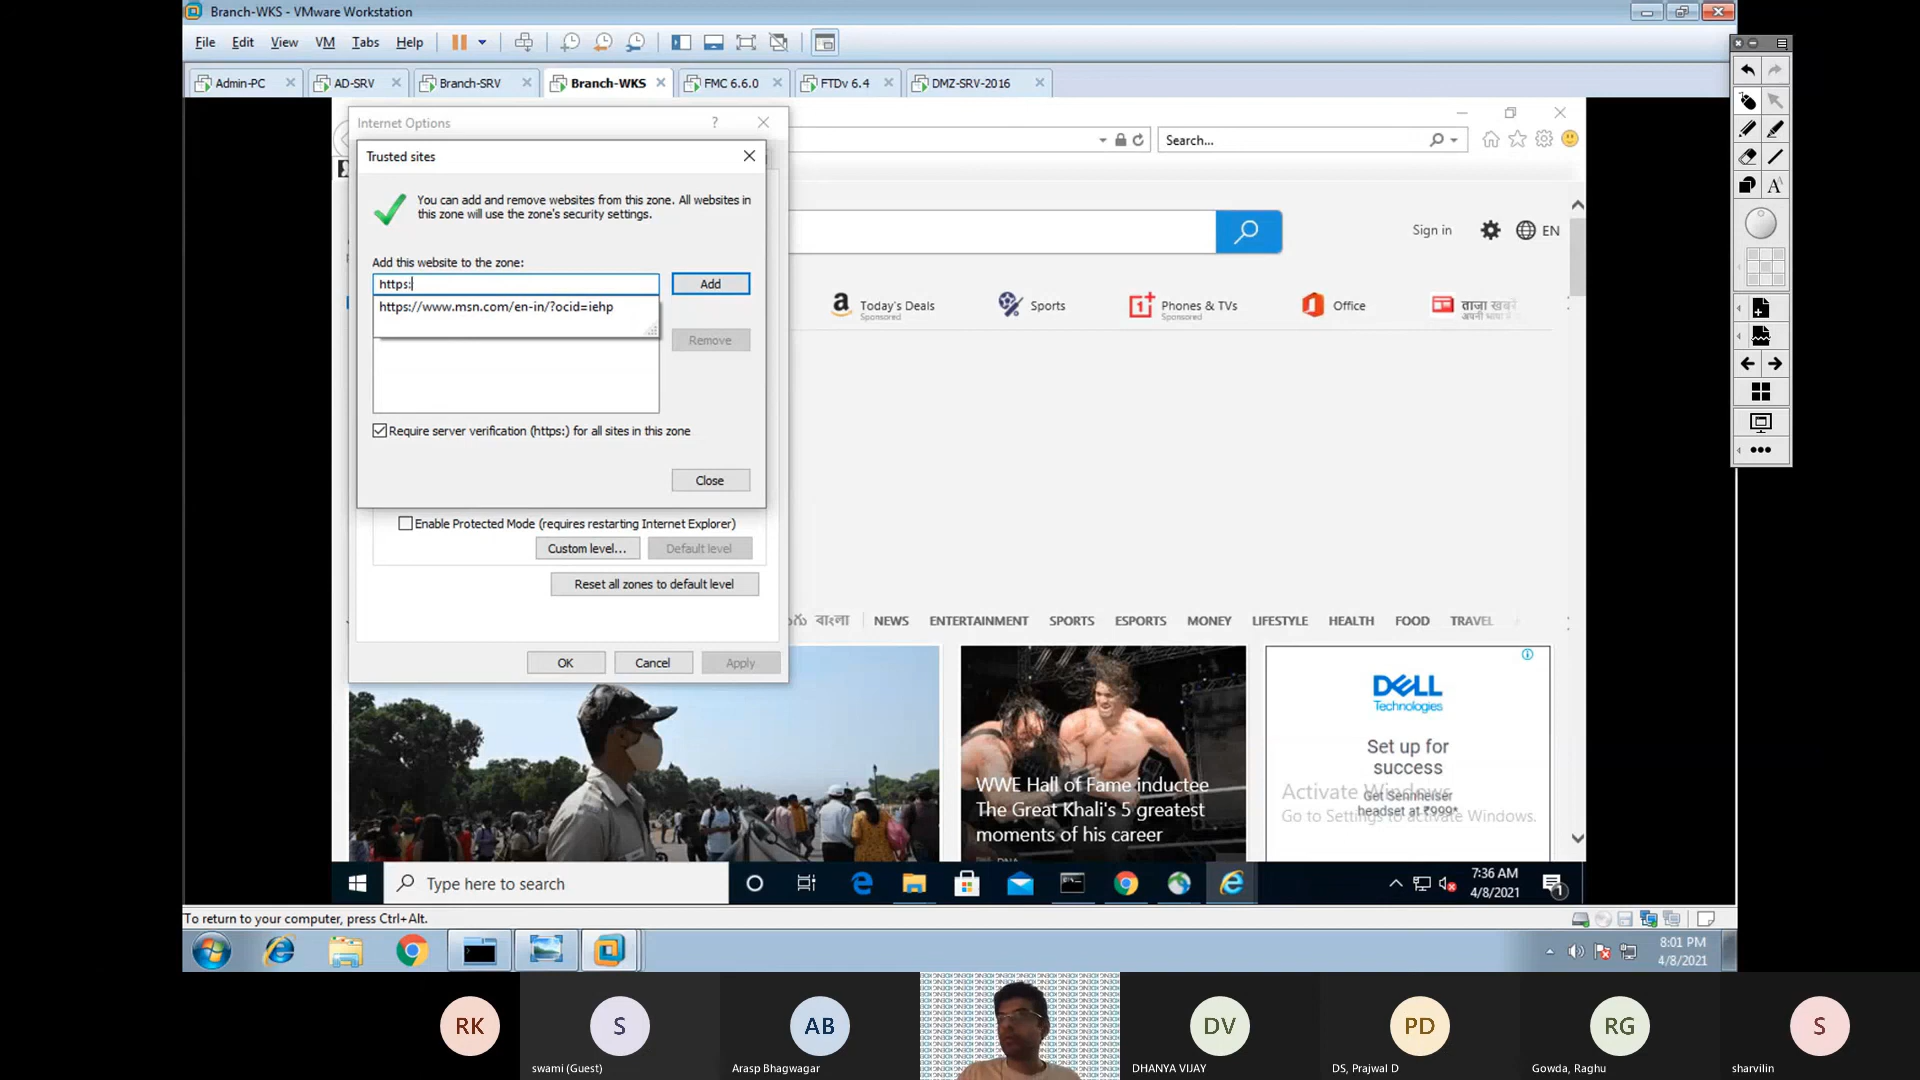 Branch-WKS - VMware Workstation
File Edit View VM Tabs Help
Admin-PC AD-SRV Branch-SRV Branch-WKS FMC 6.6.0 FTDv 6.4 DMZ-SRV-2016
Internet Options ?
Search...
Trusted sites
You can add and remove websites from this zone. All websites in
this zone will use the zone's security settings.
Add this website to the zone:
https:
Add
https://www.msn.com/en-in/?ocid=iehp
Remove
Require server verification (https:) for all sites in this zone
Close
Enable Protected Mode (requires restarting Internet Explorer)
Custom level...
Default level
Reset all zones to default level
OK
Cancel
Apply
Sign in
EN
Today's Deals
Sponsored
Sports
Phones & TVs
Sponsored
Office
ताज़ा खबरें
বাংলা NEWS ENTERTAINMENT SPORTS ESPORTS MONEY LIFESTYLE HEALTH FOOD TRAVEL
WWE Hall of Fame inductee
The Great Khali's 5 greatest
moments of his career
DNA
DELL
Technologies
Set up for
success
Get Sennheiser
headset at ₹999*
Activate Windows
Go to Settings to activate Windows.
Type here to search
7:36 AM
4/8/2021
1
To return to your computer, press Ctrl+Alt.
8:01 PM
4/8/2021
RK
S
AB
DV
PD
RG
S
swami (Guest)
Arasp Bhagwagar
DHANYA VIJAY
DS, Prajwal D
Gowda, Raghu
sharvilin